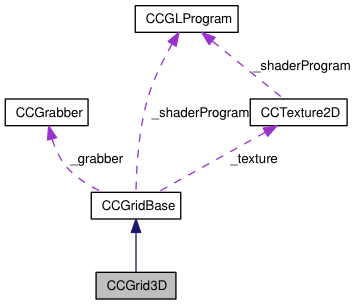 CCGLProgram
_shaderProgram
CCGrabber
_shaderProgram
CCTexture2D
_grabber
_texture
CCGridBase
CCGrid3D